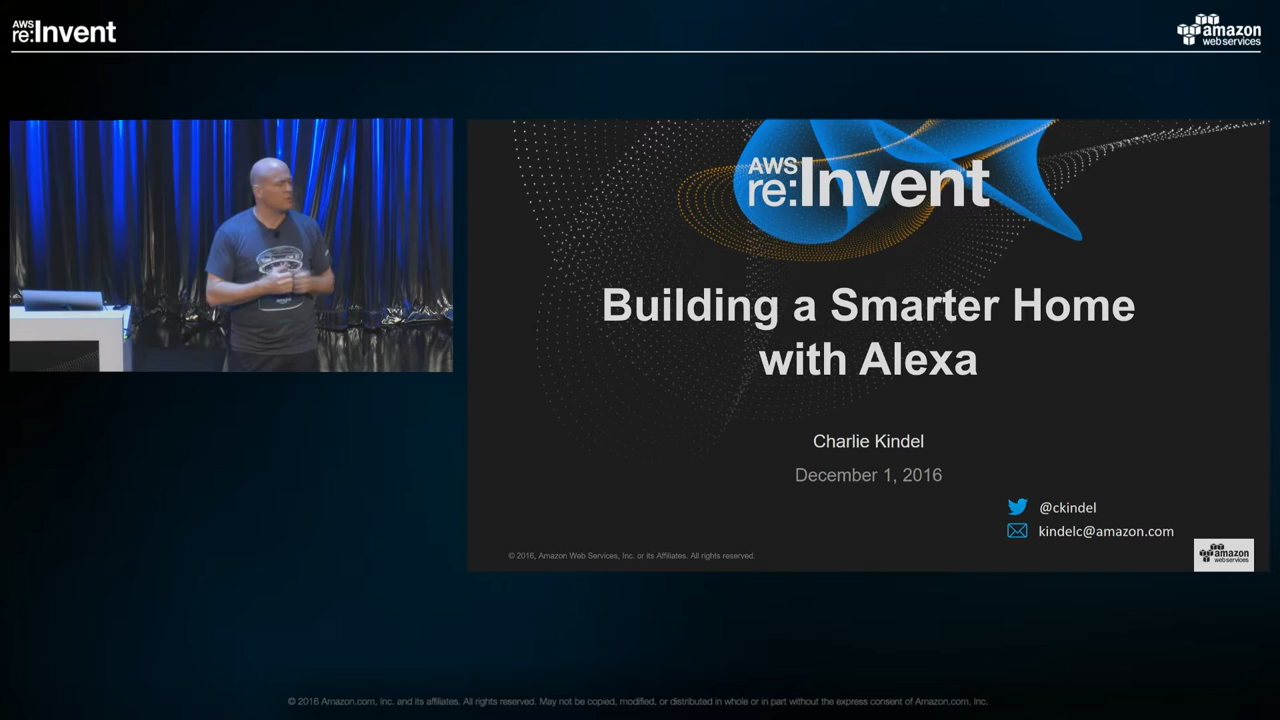 AWS
re:Invent
amazon
web services
AWS
re:Invent
Building a Smarter Home
with Alexa
Charlie Kindel
December 1, 2016
@ckindel
kindelc@amazon.com
© 2016, Amazon Web Services, Inc. or its Affiliates. All rights reserved.
amazon
web services
© 2016 Amazon.com, Inc. and its affiliates. All rights reserved. May not be copied, modified, or distributed in whole or in part without the express consent of Amazon.com, Inc.